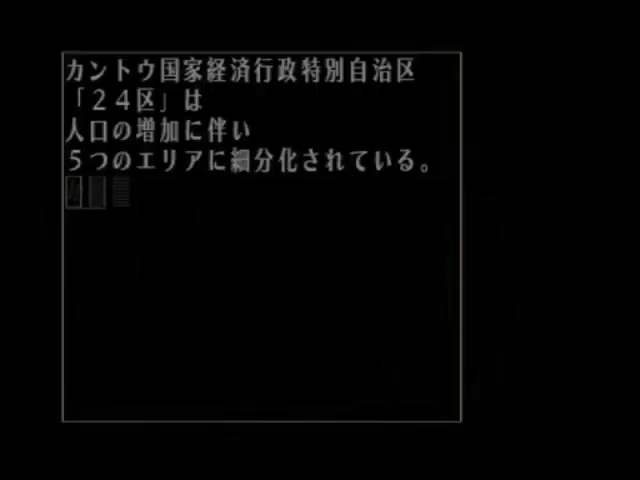 カントウ国家経済行政特別自治区
「２４区」は
人口の増加に伴い
５つのエリアに細分化されている。